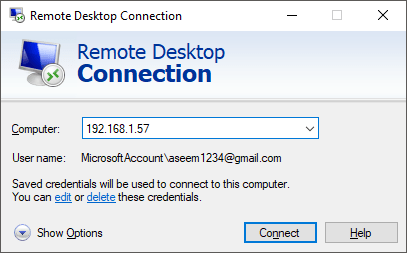 Remote Desktop Connection
Remote Desktop
Connection
Computer: 192.168.1.57
User name: MicrosoftAccount\aseem1234@gmail.com
Saved credentials will be used to connect to this computer.
You can edit or delete these credentials.
Show Options Connect Help